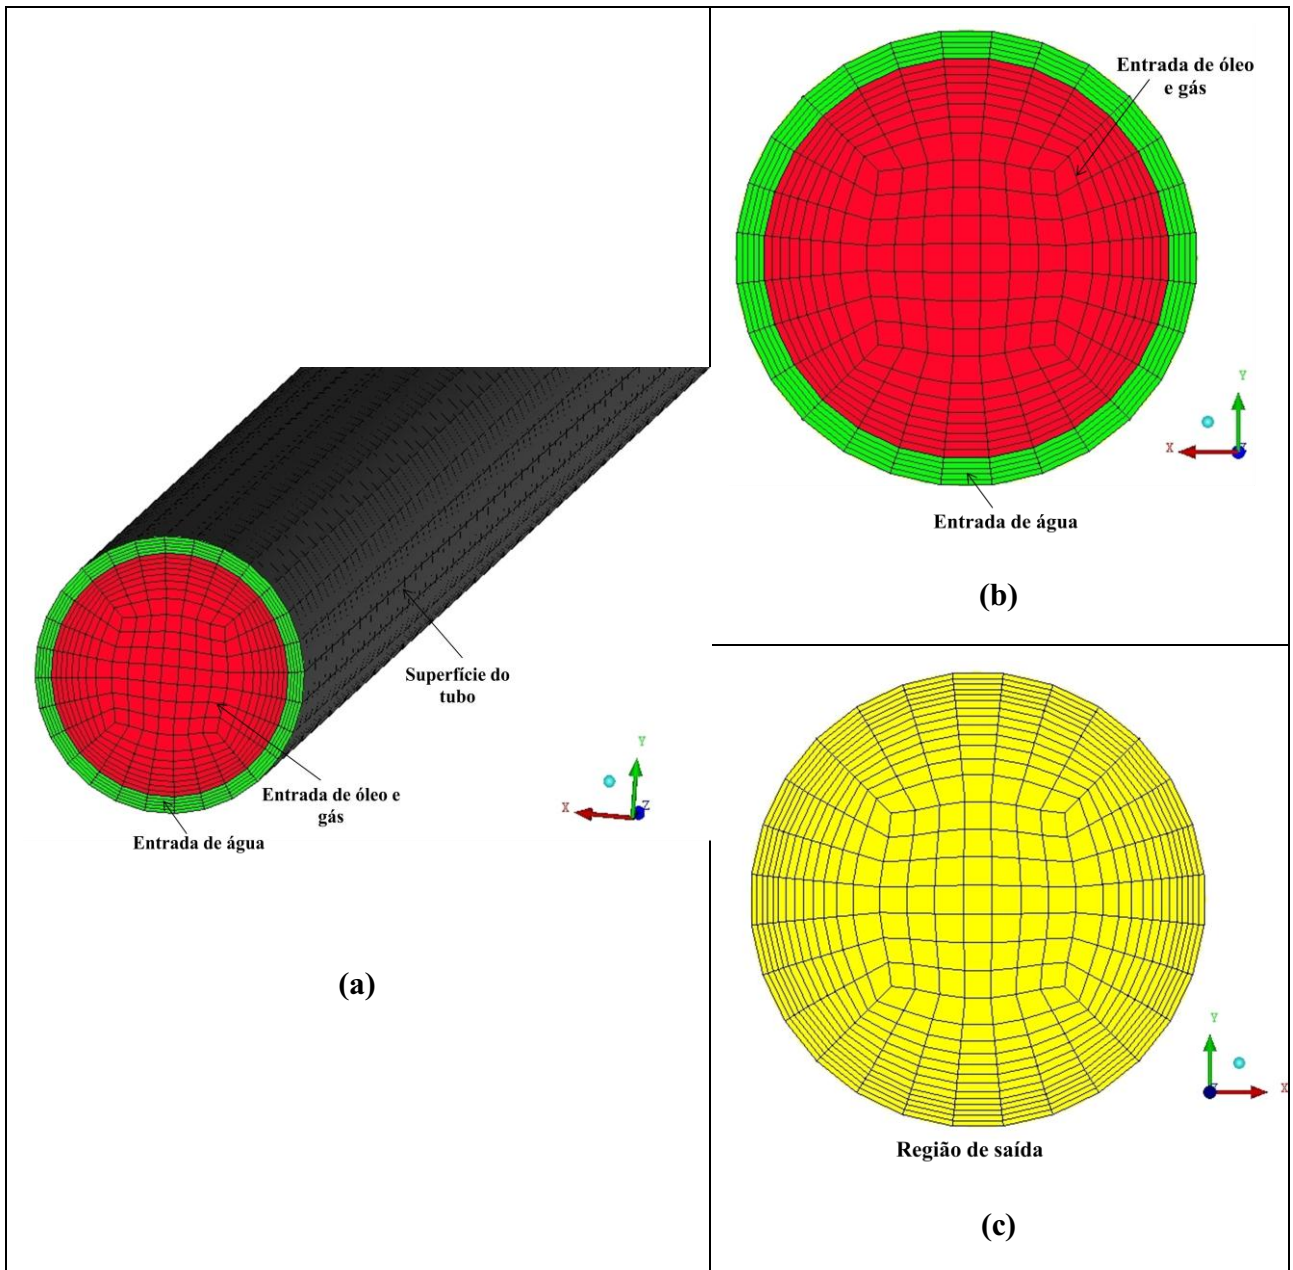 Superfície do
tubo
Entrada de óleo e
gás
Entrada de água
Y
X
Z
(a)
Entrada de óleo
e gás
Entrada de água
Y
X
(b)
Região de saída
Y
X
(c)